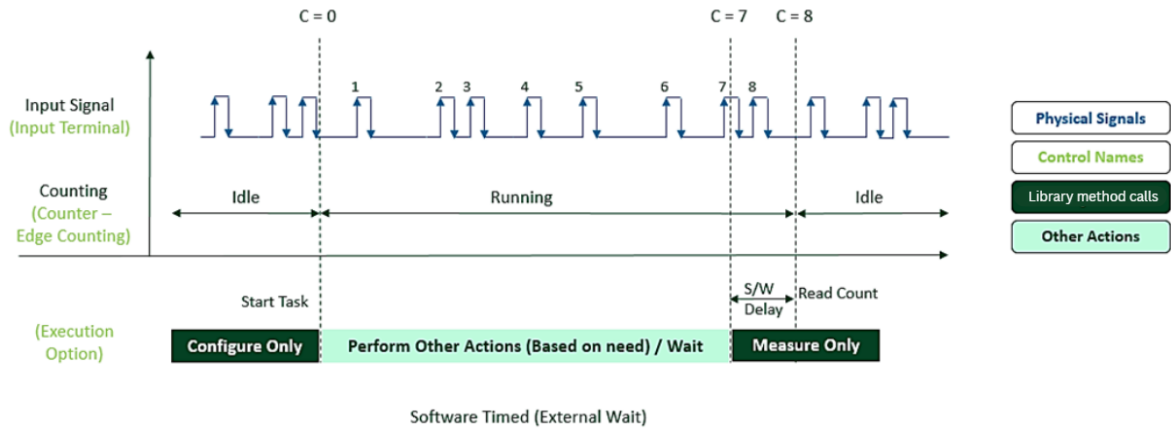 C = 0
C = 7
C = 8
1
2
3
4
5
6
7
8
Input Signal
(Input Terminal)
Physical Signals
Control Names
Library method calls
Other Actions
Counting
(Counter –
Edge Counting)
Idle
Running
Idle
Start Task
S/W
Delay
Read Count
(Execution
Option)
Configure Only
Perform Other Actions (Based on need) / Wait
Measure Only
Software Timed (External Wait)